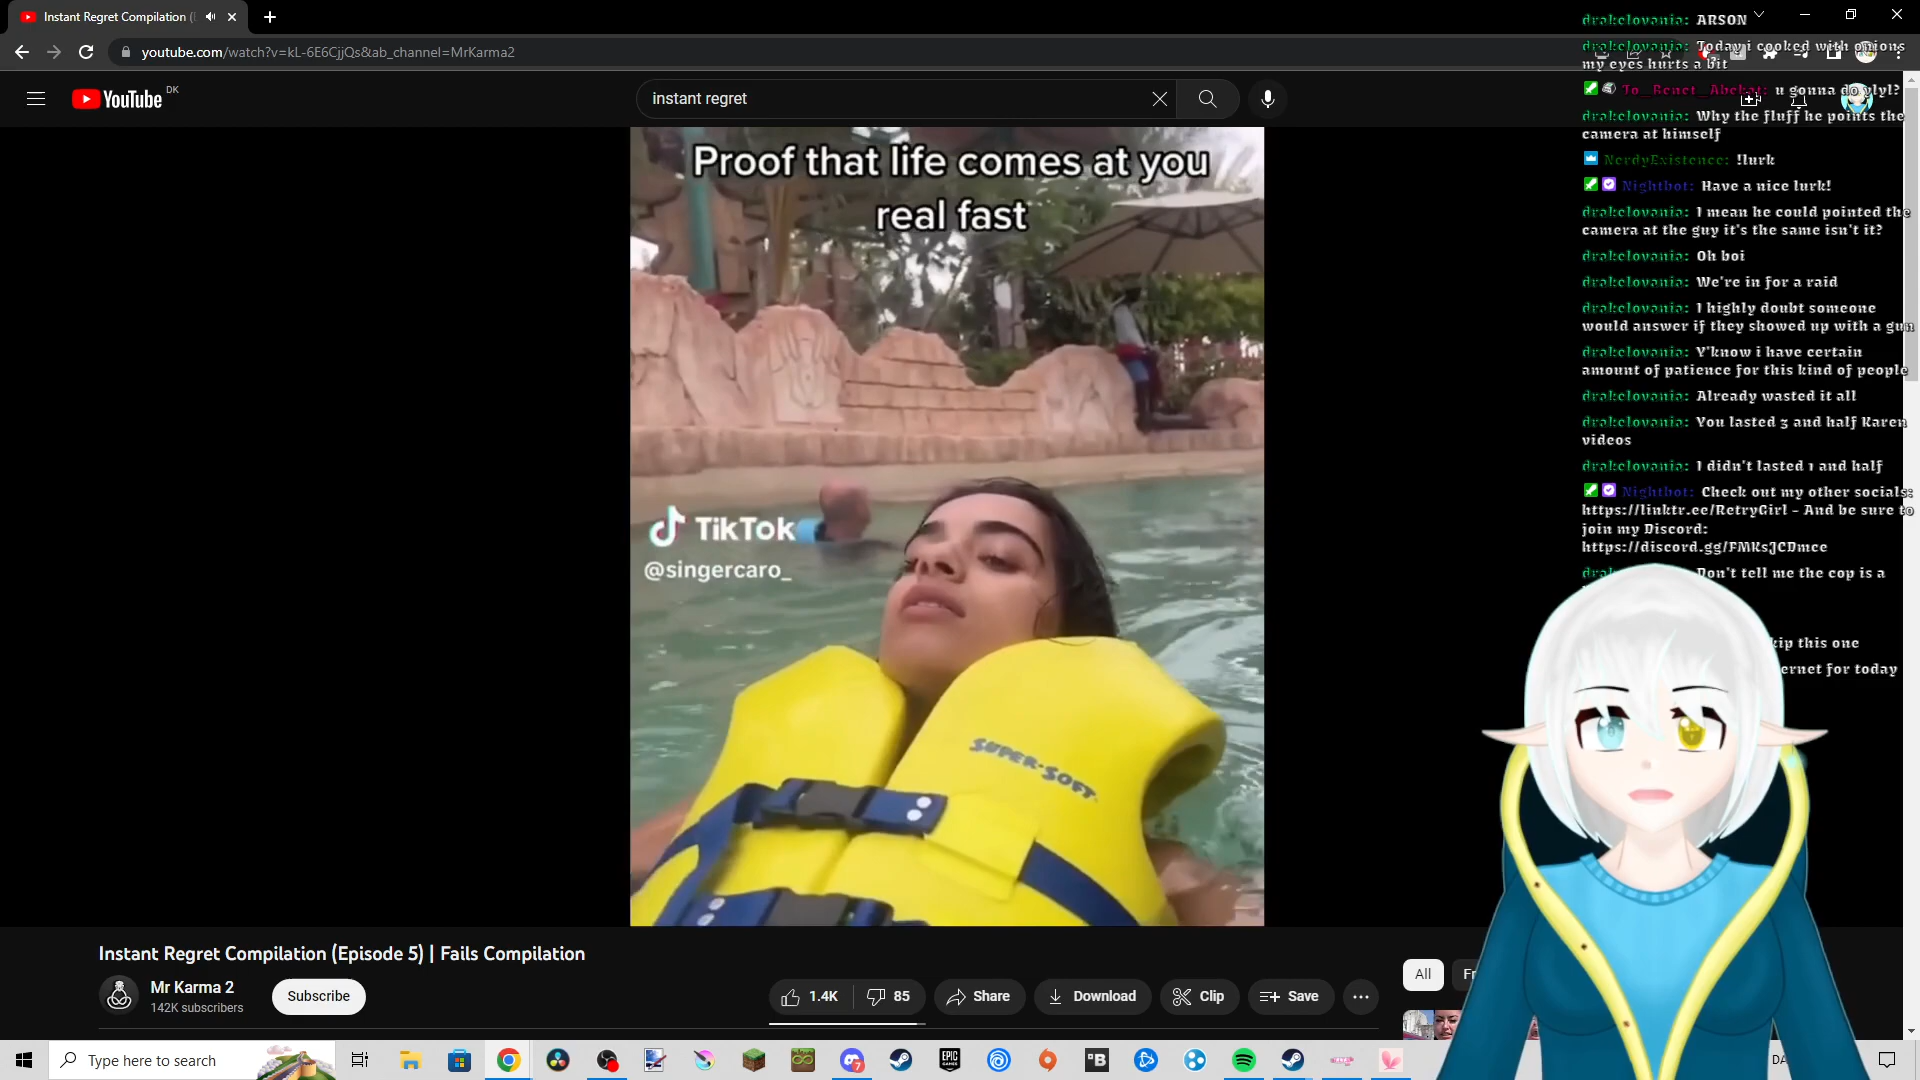 Instant Regret Compilation (
youtube.com/watch?v=kL-6E6CjjQs&ab_channel=MrKarma2
YouTube DK
instant regret
Proof that life comes at you
real fast
TikTok
@singercaro_
SUPER-SOFT
Instant Regret Compilation (Episode 5) | Fails Compilation
Mr Karma 2
142K subscribers
Subscribe
1.4K
85
Share
Download
Clip
Save
All
Type here to search
drakelovania: ARSON
drakelovania: Today i cooked with onions
my eyes hurts a bit
u gonna do ylyl?
drakelovania: Why the fluff he points the
camera at himself
NerdyExistence: !lurk
Nightbot: Have a nice lurk!
drakelovania: I mean he could pointed the
camera at the guy it's the same isn't it?
drakelovania: Oh boi
drakelovania: We're in for a raid
drakelovania: I highly doubt someone
would answer if they showed up with a gun
drakelovania: Y'know i have certain
amount of patience for this kind of people
drakelovania: Already wasted it all
drakelovania: You lasted 3 and half Karen
videos
drakelovania: I didn't lasted 1 and half
Nightbot: Check out my other socials:
https://linktr.ee/RetryGirl - And be sure to
join my Discord:
https://discord.gg/FMKsJCDmce
Don't tell me the cop is a
this one
for today